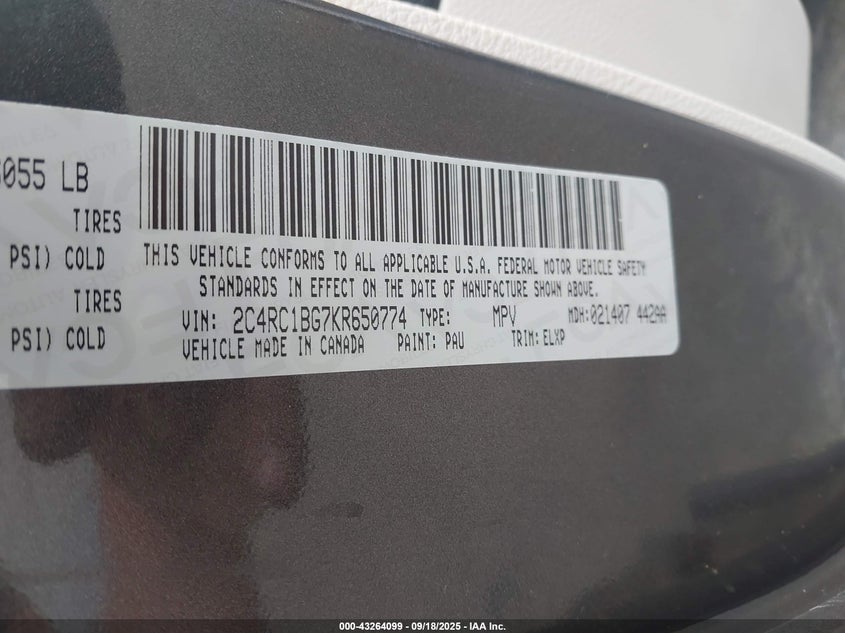 6055 LB
TIRES
PSI) COLD
TIRES
PSI) COLD
THIS VEHICLE CONFORMS TO ALL APPLICABLE U.S.A. FEDERAL MOTOR VEHICLE SAFETY
STANDARDS IN EFFECT ON THE DATE OF MANUFACTURE SHOWN ABOVE.
VIN: 2C4RC1BG7KR650774 TYPE: MPV MDH:021407 442AA
VEHICLE MADE IN CANADA PAINT: PAU TRIM: ELXP
000-43264099 - 09/18/2025 - IAA Inc.